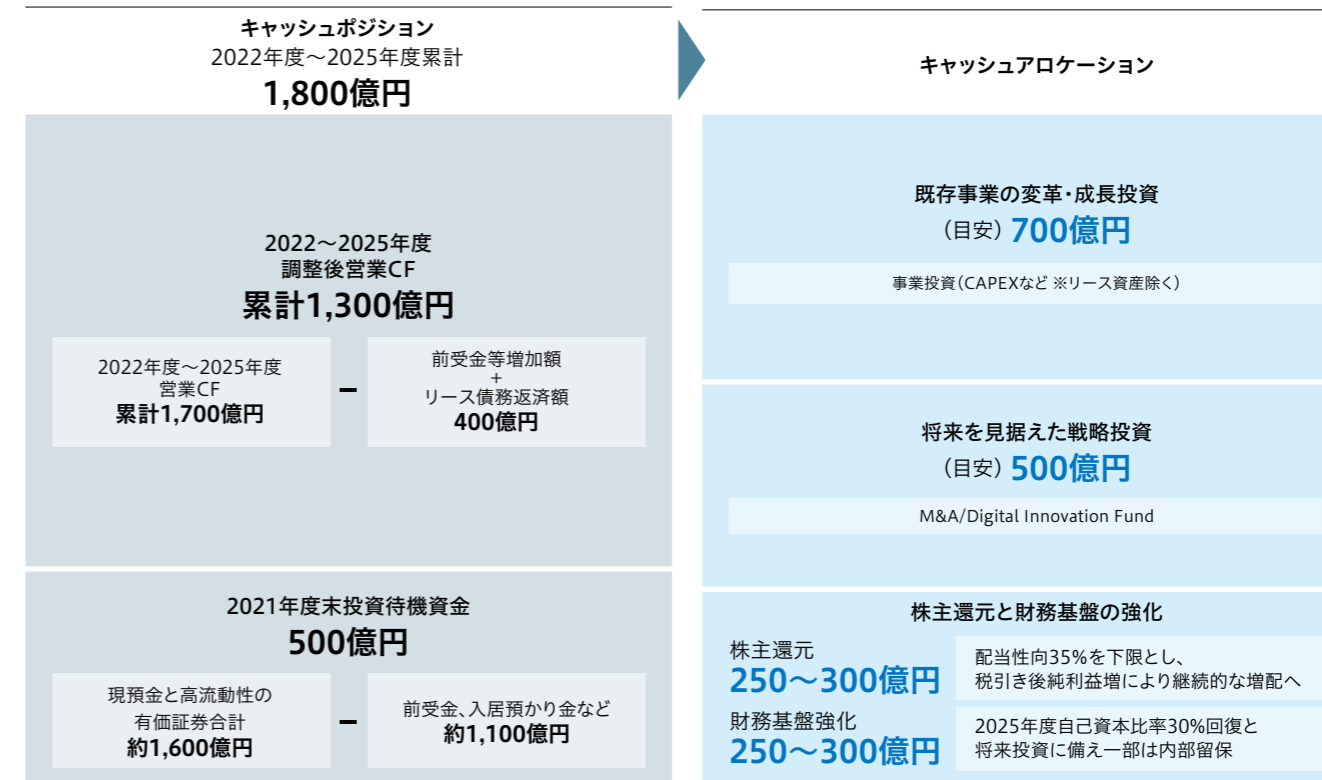 キャッシュポジション
2022年度〜2025年度累計
1,800億円
2022〜2025年度
調整後営業CF
累計1,300億円
2022年度〜2025年度
営業CF
累計1,700億円
−
前受金等増加額
+
リース債務返済額
400億円
2021年度末投資待機資金
500億円
現預金と高流動性の
有価証券合計
約1,600億円
−
前受金、入居預かり金など
約1,100億円
キャッシュアロケーション
既存事業の変革・成長投資
（目安）700億円
事業投資（CAPEXなど ※リース資産除く）
将来を見据えた戦略投資
（目安）500億円
M&A/Digital Innovation Fund
株主還元と財務基盤の強化
株主還元
250〜300億円
配当性向35%を下限とし、
税引き後純利益増により継続的な増配へ
財務基盤強化
250〜300億円
2025年度自己資本比率30%回復と
将来投資に備え一部は内部留保